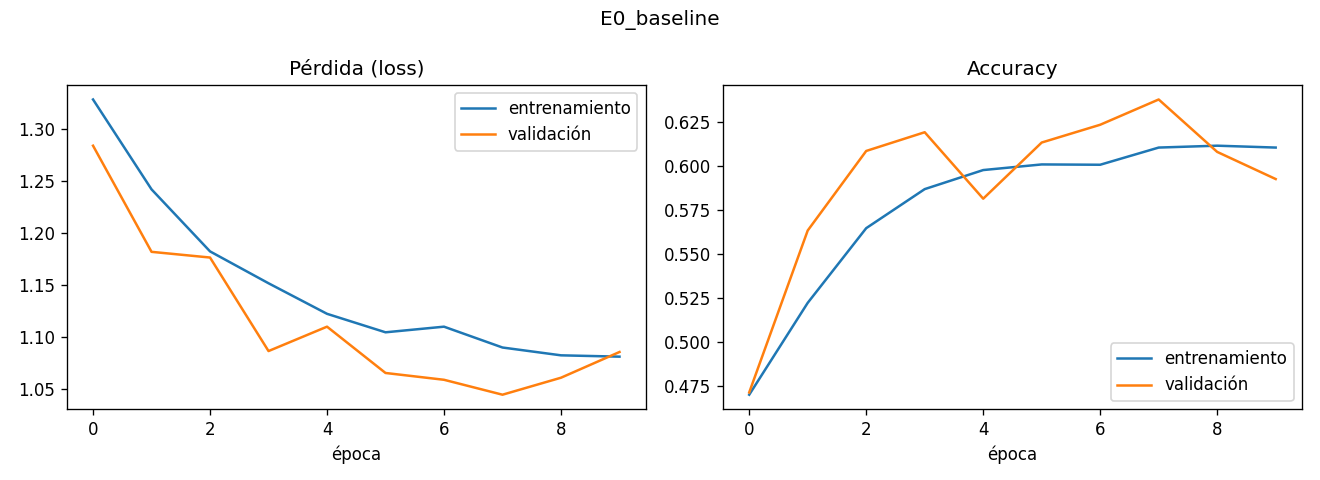 E0_baseline
Pérdida (loss)
entrenamiento
validación
1.30
1.25
1.20
1.15
1.10
1.05
0 2 4 6 8
época
Accuracy
0.625
0.600
0.575
0.550
0.525
0.500
0.475
entrenamiento
validación
0 2 4 6 8
época